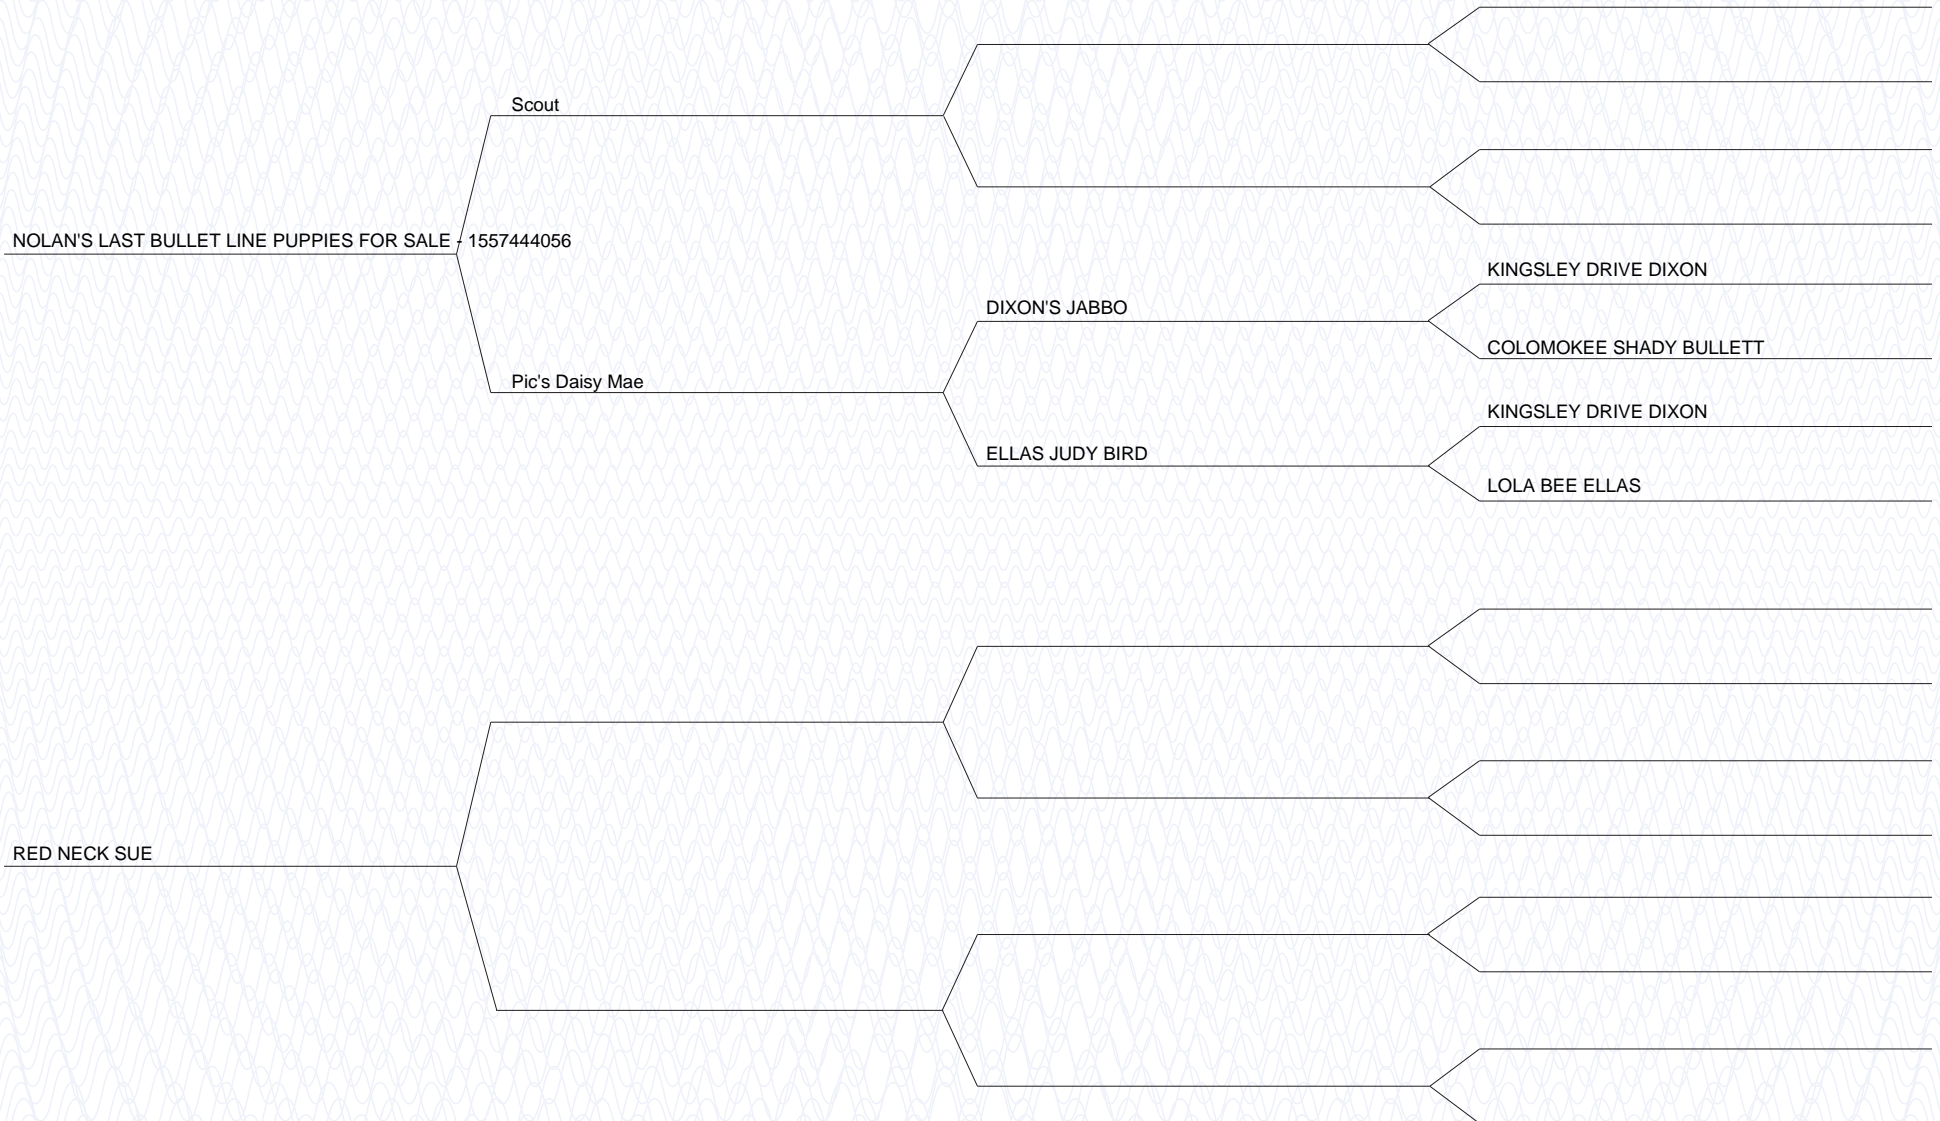 Scout
NOLAN'S LAST BULLET LINE PUPPIES FOR SALE - 1557444056
KINGSLEY DRIVE DIXON
DIXON'S JABBO
COLOMOKEE SHADY BULLETT
Pic's Daisy Mae
KINGSLEY DRIVE DIXON
ELLAS JUDY BIRD
LOLA BEE ELLAS
RED NECK SUE